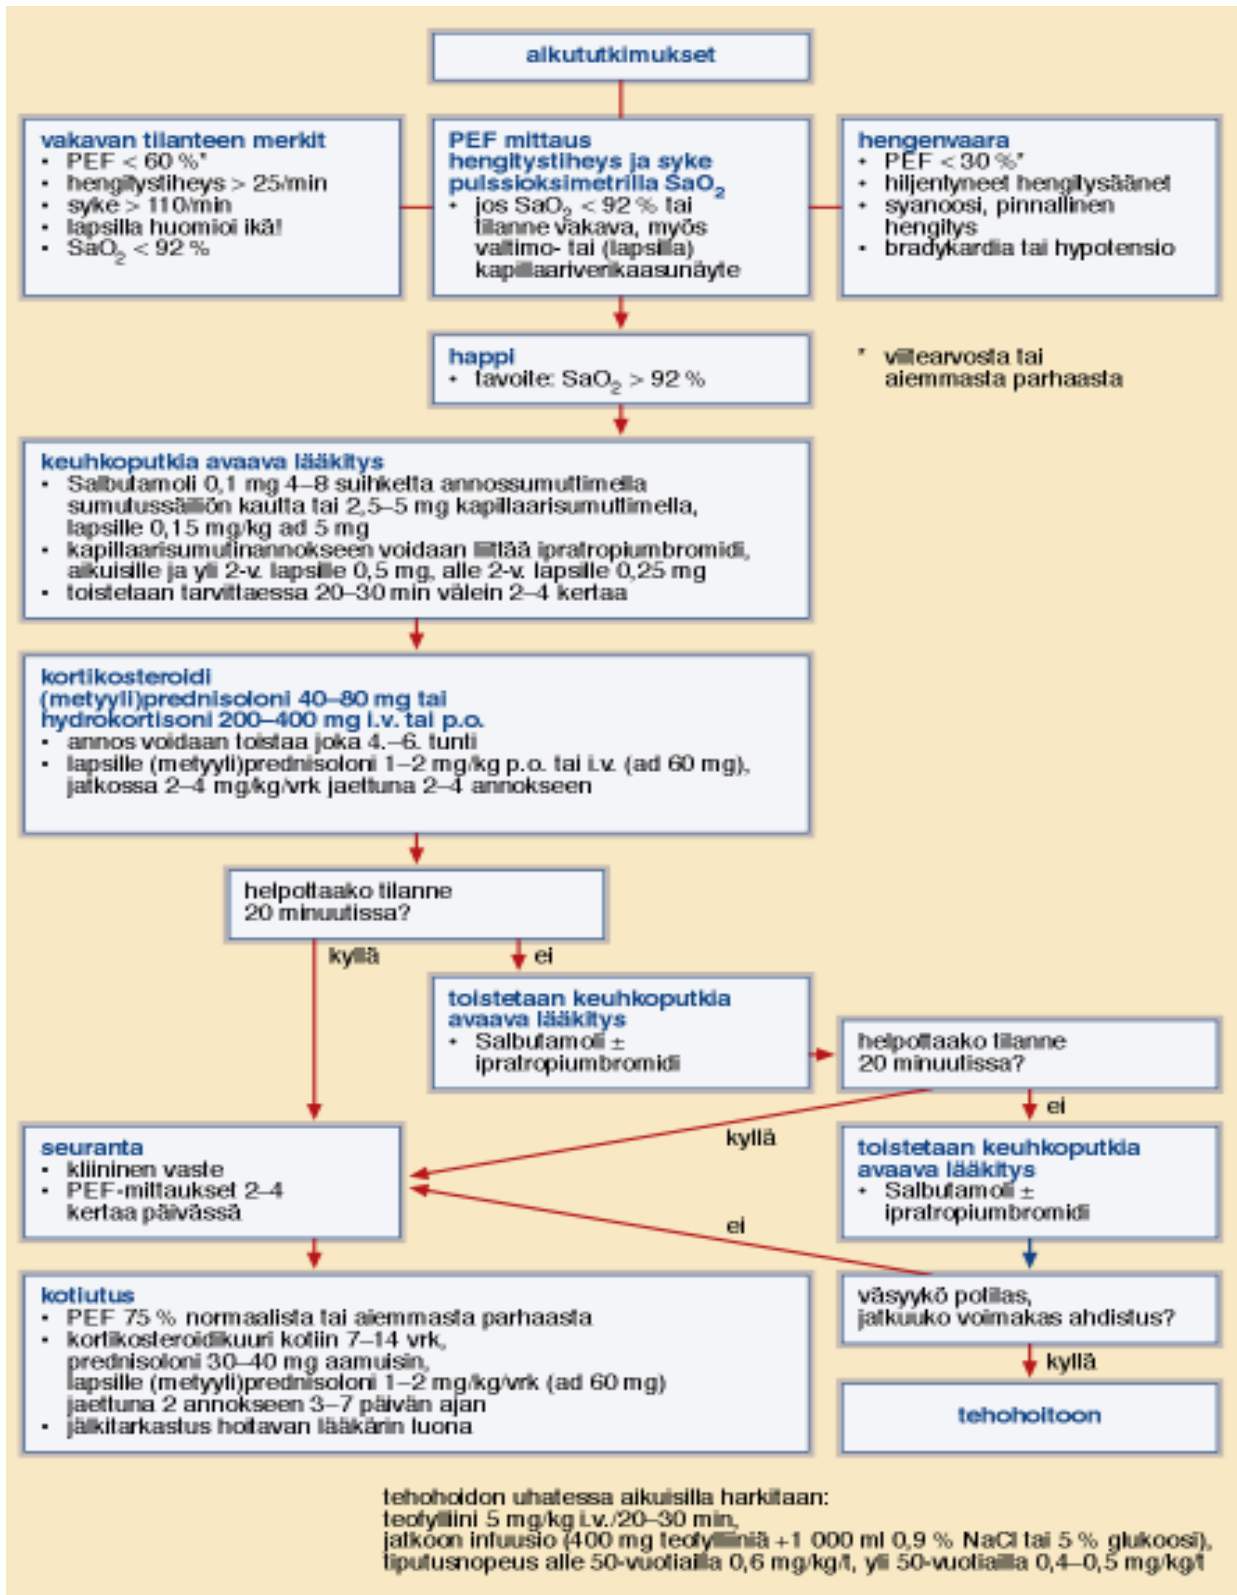 alkututkimukset
vakavan tilanteen merkit
• PEF < 60 %*
• hengitystiheys > 25/min
• syke > 110/min
• lapsilla huomioi ikä!
• SaO₂ < 92 %
PEF mittaus
hengitystiheys ja syke
pulssioksimetrilla SaO₂
• jos SaO₂ < 92 % tai
tilanne vakava, myös
valtimo- tai (lapsilla)
kapillaariverikaasunäyte
hengenvaara
• PEF < 30 %*
• hiljentyneet hengitysäänet
• syanoosi, pinnallinen
hengitys
• bradykardia tai hypotensio
happi
• tavoite: SaO₂ > 92 %
* viitearvosta tai
aiemmasta parhaasta
keuhkoputkia avaava lääkitys
• Salbutamoli 0,1 mg 4–8 suihketta annossumuttimella
sumutussäiliön kautta tai 2,5–5 mg kapillaarisumuttimella,
lapsille 0,15 mg/kg ad 5 mg
• kapillaarisumutinannokseen voidaan liittää ipratropiumbromidi,
aikuisille ja yli 2-v. lapsille 0,5 mg, alle 2-v. lapsille 0,25 mg
• toistetaan tarvittaessa 20–30 min välein 2–4 kertaa
kortikosteroidi
(metyyli)prednisoloni 40–80 mg tai
hydrokortisoni 200–400 mg i.v. tai p.o.
• annos voidaan toistaa joka 4.–6. tunti
• lapsille (metyyli)prednisoloni 1–2 mg/kg p.o. tai i.v. (ad 60 mg),
jatkossa 2–4 mg/kg/vrk jaettuna 2–4 annokseen
helpottaako tilanne
20 minuutissa?
kyllä
ei
toistetaan keuhkoputkia
avaava lääkitys
• Salbutamoli ±
ipratropiumbromidi
helpottaako tilanne
20 minuutissa?
kyllä
ei
seuranta
• kliininen vaste
• PEF-mittaukset 2–4
kertaa päivässä
toistetaan keuhkoputkia
avaava lääkitys
• Salbutamoli ±
ipratropiumbromidi
ei
kotiutus
• PEF 75 % normaalista tai aiemmasta parhaasta
• kortikosteroidikuuri kotiin 7–14 vrk,
prednisoloni 30–40 mg aamuisin,
lapsille (metyyli)prednisoloni 1–2 mg/kg/vrk (ad 60 mg)
jaettuna 2 annokseen 3–7 päivän ajan
• jälkitarkastus hoitavan lääkärin luona
väsyykö potilas,
jatkuuko voimakas ahdistus?
kyllä
tehohoitoon
tehohoidon uhatessa aikuisilla harkitaan:
teofylliini 5 mg/kg i.v./20–30 min,
jatkoon infuusio (400 mg teofylliiniä +1 000 ml 0,9 % NaCl tai 5 % glukoosi),
tiputusnopeus alle 50-vuotiailla 0,6 mg/kg/t, yli 50-vuotiailla 0,4–0,5 mg/kg/t